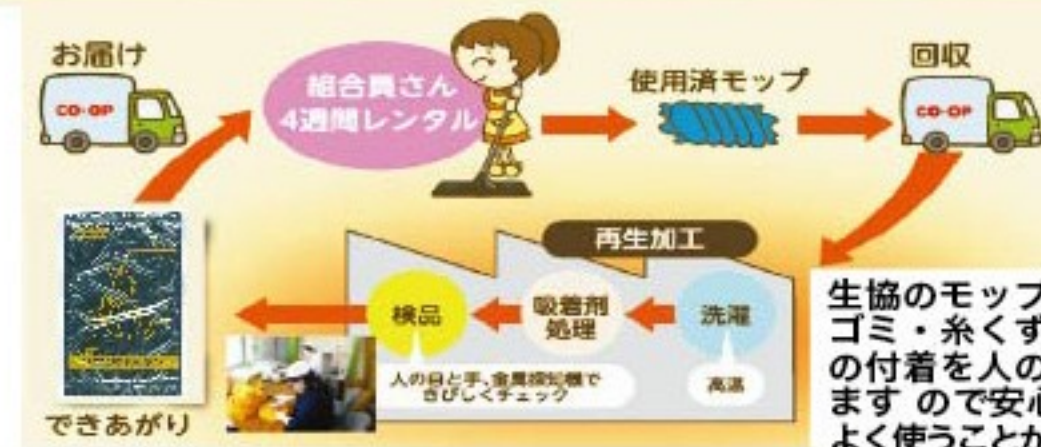 お届け
CO-OP
組合員さん
4週間レンタル
使用済モップ
回収
CO-OP
再生加工
検品
吸着剤
処理
洗濯
人の目と手、金属探知機で
きびしくチェック
高温
できあがり
生協のモップ
ゴミ・糸くず
の付着を人の
ます ので安心
よく使うことが